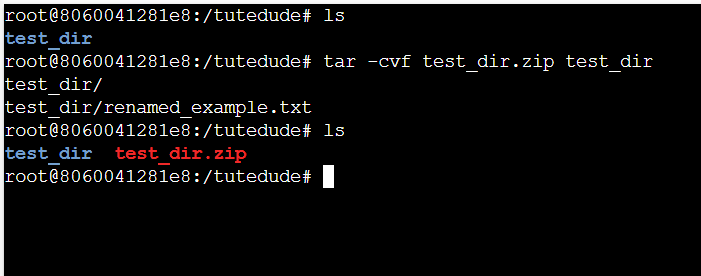 root@8060041281e8:/tutedude# ls
test_dir
root@8060041281e8:/tutedude# tar -cvf test_dir.zip test_dir
test_dir/
test_dir/renamed_example.txt
root@8060041281e8:/tutedude# ls
test_dir  test_dir.zip
root@8060041281e8:/tutedude#